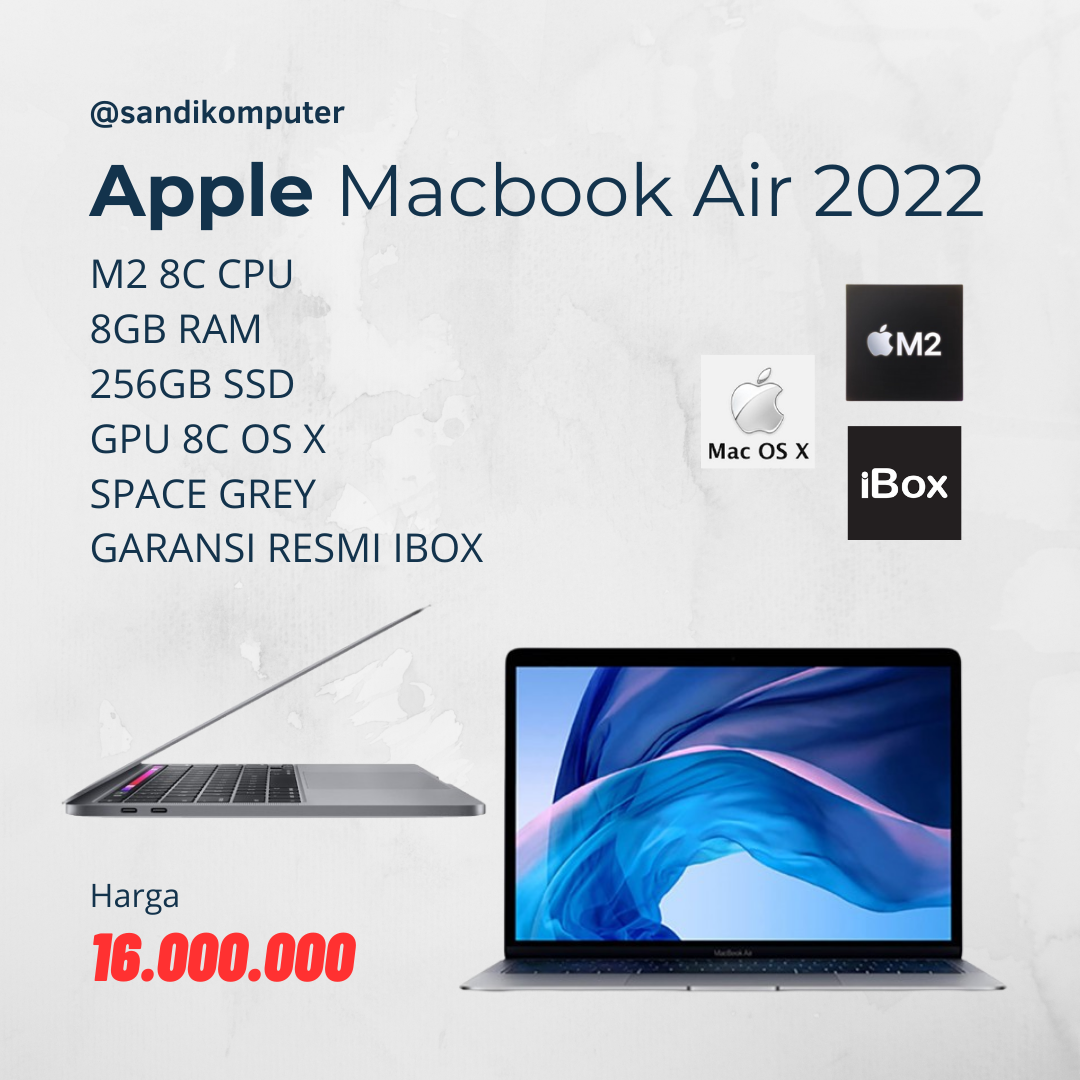 @sandikomputer
Apple Macbook Air 2022
M2 8C CPU
8GB RAM
256GB SSD
GPU 8C OS X
SPACE GREY
GARANSI RESMI IBOX
M2
Mac OS X
iBox
MacBook Air
Harga
16.000.000